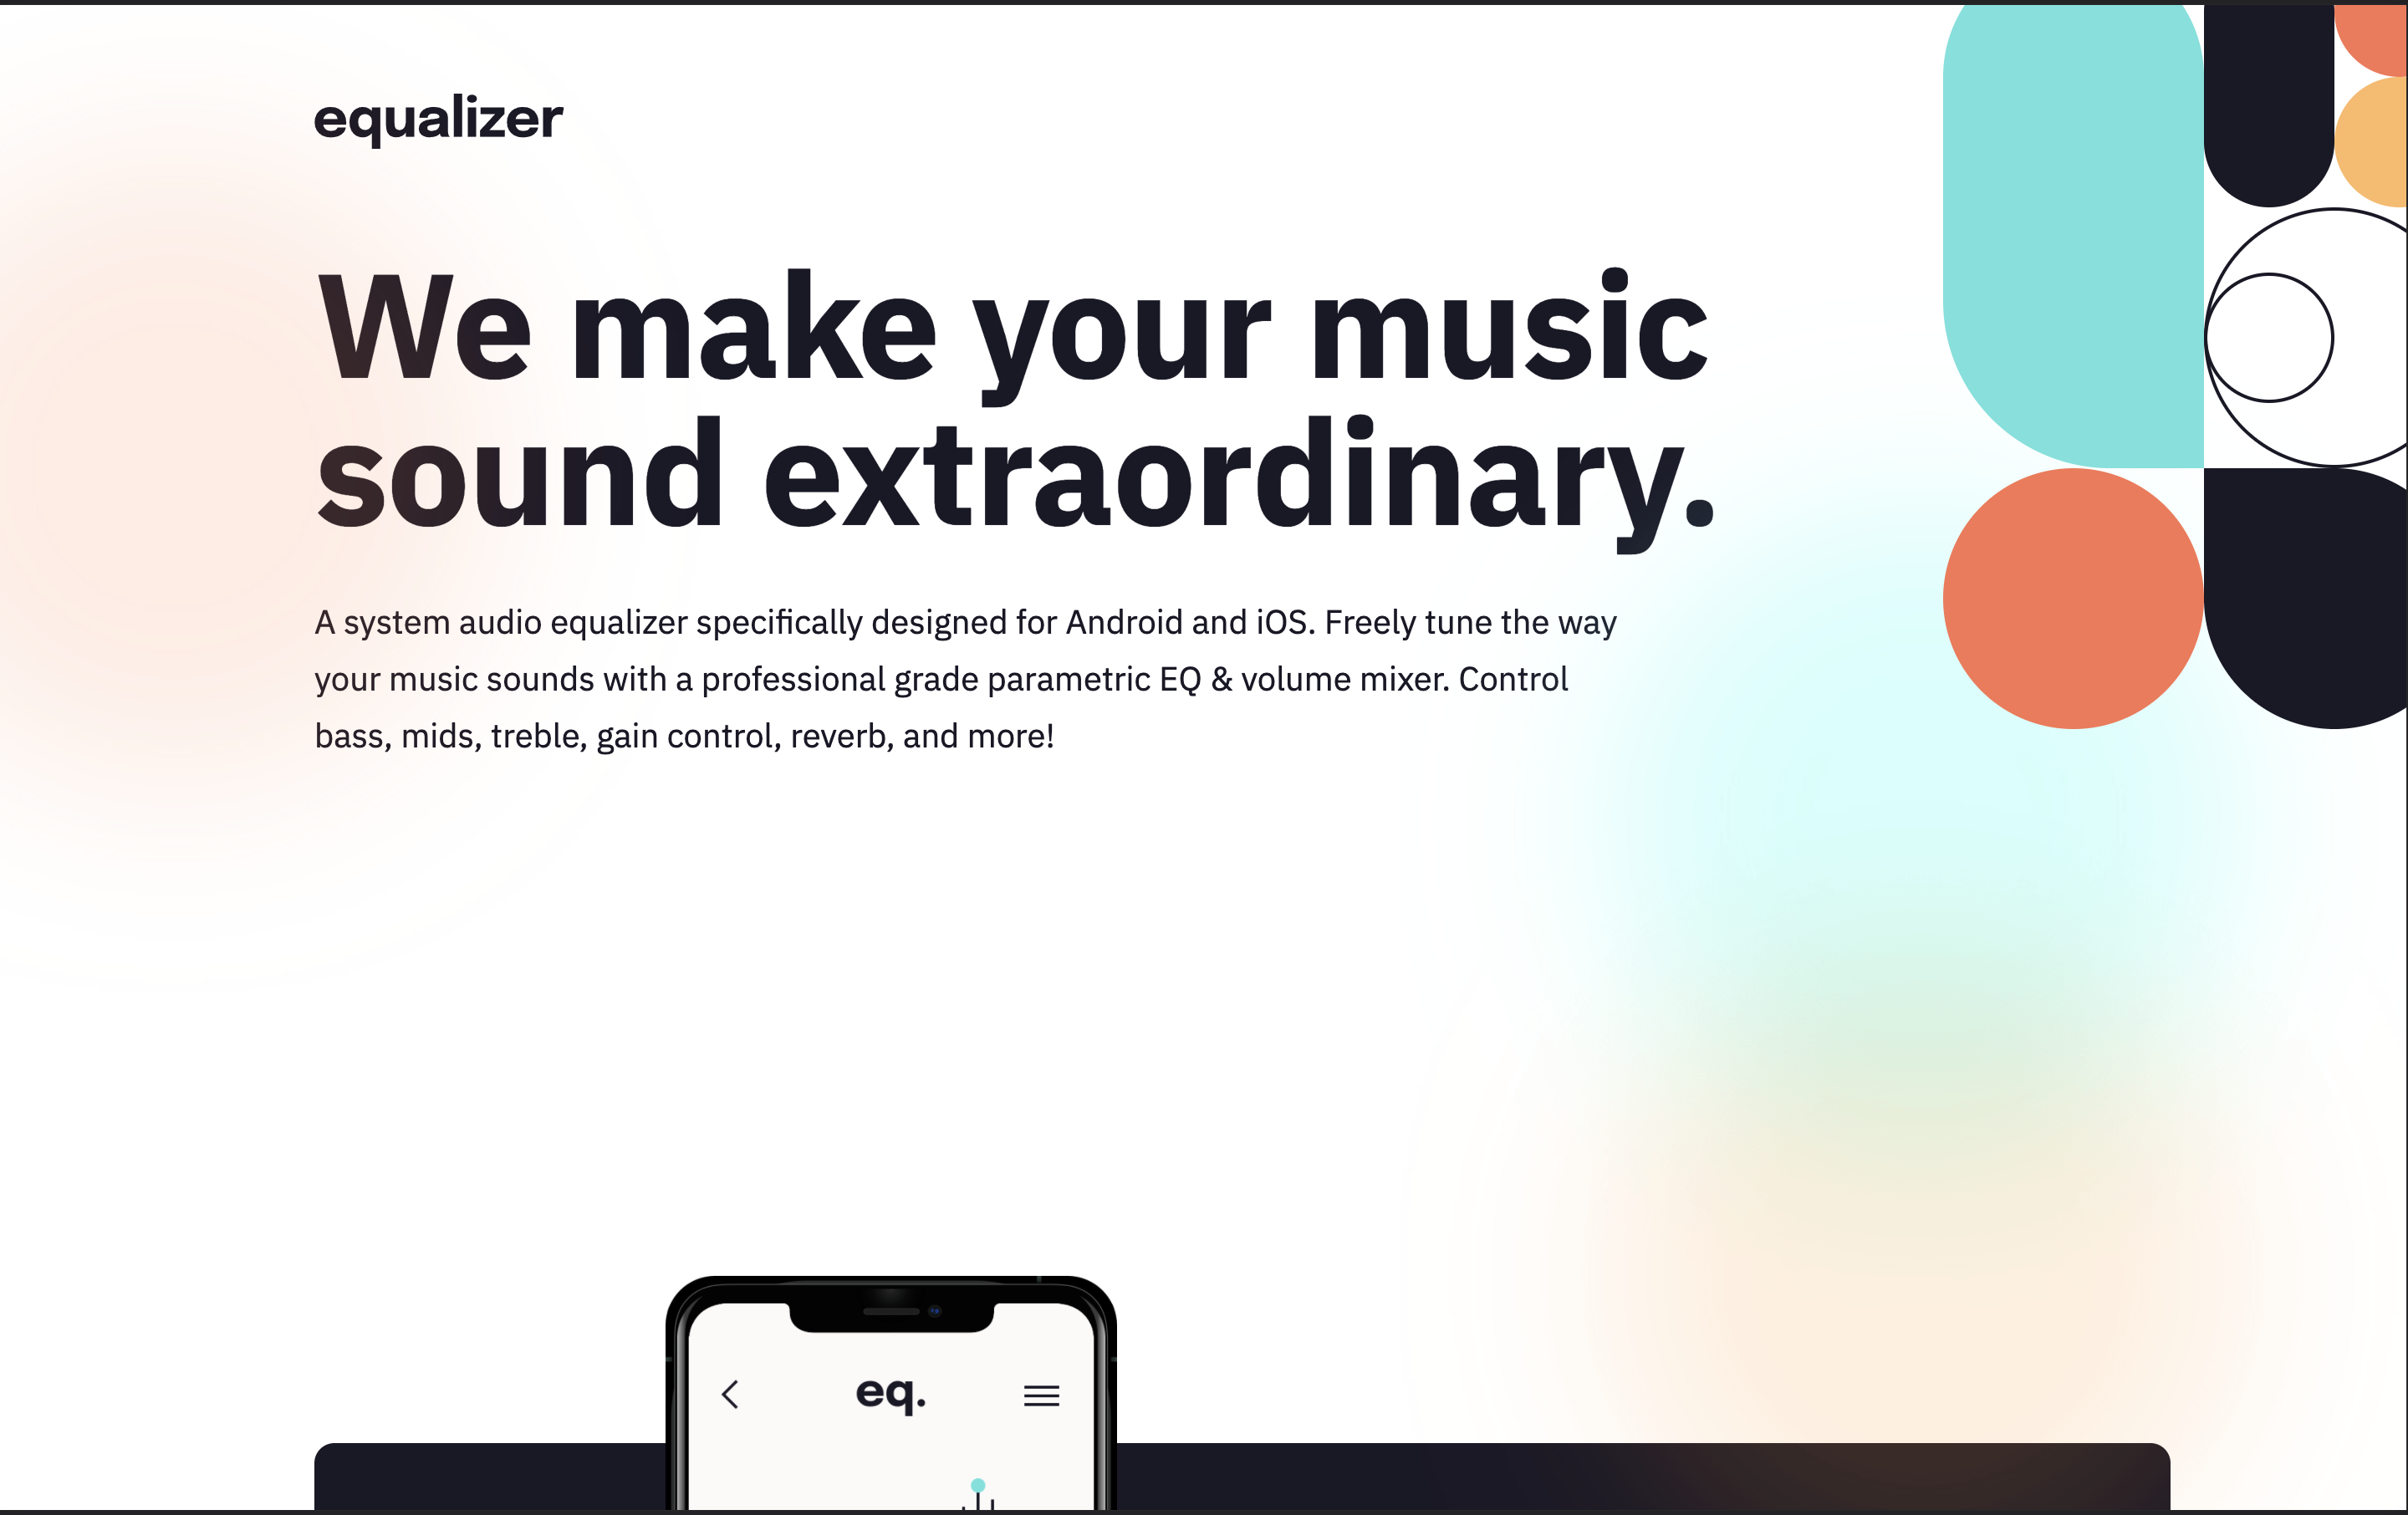 equalizer
We make your music
sound extraordinary.
A system audio equalizer specifically designed for Android and iOS. Freely tune the way
your music sounds with a professional grade parametric EQ & volume mixer. Control
bass, mids, treble, gain control, reverb, and more!
eq.